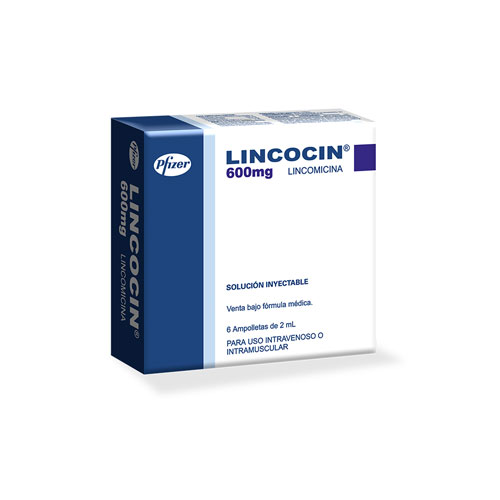 Pfizer
LINCOCIN®
600mg
LINCOMICINA
Pfizer
LINCOCIN®
600mg LINCOMICINA
SOLUCIÓN INYECTABLE
Venta bajo fórmula médica.
6 Ampolletas de 2 mL
PARA USO INTRAVENOSO O
INTRAMUSCULAR